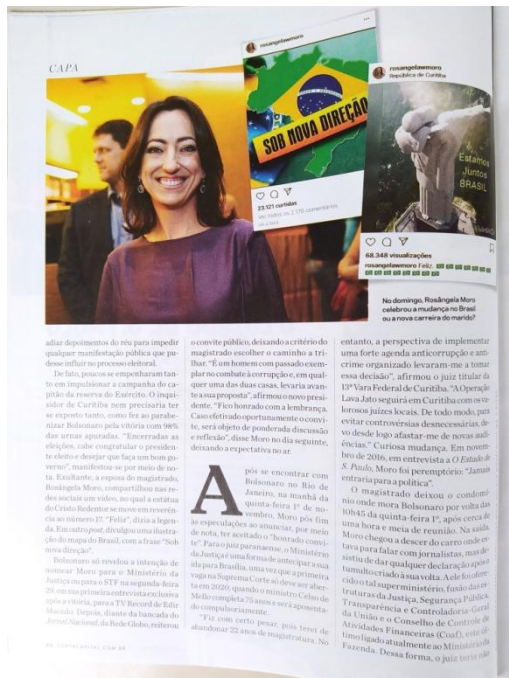 CAPA
rosangelawmoro
SOB NOVA DIREÇÃO
23.121 curtidas
Ver todos os 2.176 comentários
rosangelawmoro
República de Curitiba
Estamos
Juntos
BRASIL
68.348 visualizações
rosangelawmoro Feliz.
No domingo, Rosângela Moro
celebrou a mudança no Brasil
ou a nova carreira do marido?
adiar depoimentos do réu para impedir
qualquer manifestação pública que pu-
desse influir no processo eleitoral.
De fato, poucos se empenharam tan-
to em impulsionar a campanha do ca-
pitão da reserva do Exército. O inqui-
sidor de Curitiba nem precisaria ter
se exposto tanto, como fez ao parabe-
nizar Bolsonaro pela vitória com 98%
das urnas apuradas. "Encerradas as
eleições, cabe congratular o presiden-
te eleito e desejar que faça um bom go-
verno", manifestou-se por meio de no-
ta. Exultante, a esposa do magistrado,
Rosângela Moro, compartilhou nas re-
des sociais um vídeo, no qual a estátua
do Cristo Redentor se move em reverên-
cia ao número 17. "Feliz", dizia a legen-
da. Em outro post, divulgou uma ilustra-
ção do mapa do Brasil, com a frase "Sob
nova direção".
Bolsonaro só revelou a intenção de
nomear Moro para o Ministério da
Justiça ou para o STF na segunda-feira
29, em sua primeira entrevista exclusiva
após a vitória, para a TV Record de Edir
Macedo. Depois, diante da bancada do
Jornal Nacional, da Rede Globo, reiterou
o convite público, deixando a critério do
magistrado escolher o caminho a tri-
lhar. "É um homem com passado exem-
plar no combate à corrupção e, em qual-
quer uma das duas casas, levaria avan-
te a sua proposta", afirmou o novo presi-
dente. "Fico honrado com a lembrança.
Caso efetivado oportunamente o convi-
te, será objeto de ponderada discussão
e reflexão", disse Moro no dia seguinte,
deixando a expectativa no ar.
Após se encontrar com
Bolsonaro no Rio de
Janeiro, na manhã da
quinta-feira 1º de no-
vembro, Moro pôs fim
às especulações ao anunciar, por meio
de nota, ter aceitado o "honrado convi-
te". Para o juiz paranaense, o Ministério
da Justiça é uma forma de antecipar a sua
ida para Brasília, uma vez que a primeira
vaga na Suprema Corte só deve ser aber-
ta em 2020, quando o ministro Celso de
Mello completa 75 anos e será aposenta-
do compulsoriamente.
"Fiz com certo pesar, pois terei de
abandonar 22 anos de magistratura. No
entanto, a perspectiva de implementar
uma forte agenda anticorrupção e anti-
crime organizado levaram-me a tomar
essa decisão", afirmou o juiz titular da
13ª Vara Federal de Curitiba. "A Operação
Lava Jato seguirá em Curitiba com os va-
lorosos juízes locais. De todo modo, para
evitar controvérsias desnecessárias, de-
vo desde logo afastar-me de novas audi-
ências." Curiosa mudança. Em novem-
bro de 2016, em entrevista a O Estado de
S. Paulo, Moro foi peremptório: "Jamais
entraria para a política".
O magistrado deixou o condomí-
nio onde mora Bolsonaro por volta da
10h45 da quinta-feira 1º, após cerca de
uma hora e meia de reunião. Na saída,
Moro chegou a descer do carro onde es-
tava para falar com jornalistas, mas de-
sistiu de dar qualquer declaração após o
tumulto criado à sua volta. A ele foi ofere-
cido o tal superministério, fusão das es-
truturas da Justiça, Segurança Pública,
Transparência e Controladoria-Geral
da União e o Conselho de Controle de
Atividades Financeiras (Coaf), este úl-
timo ligado atualmente ao Ministério da
Fazenda. Dessa forma, o juiz teria não